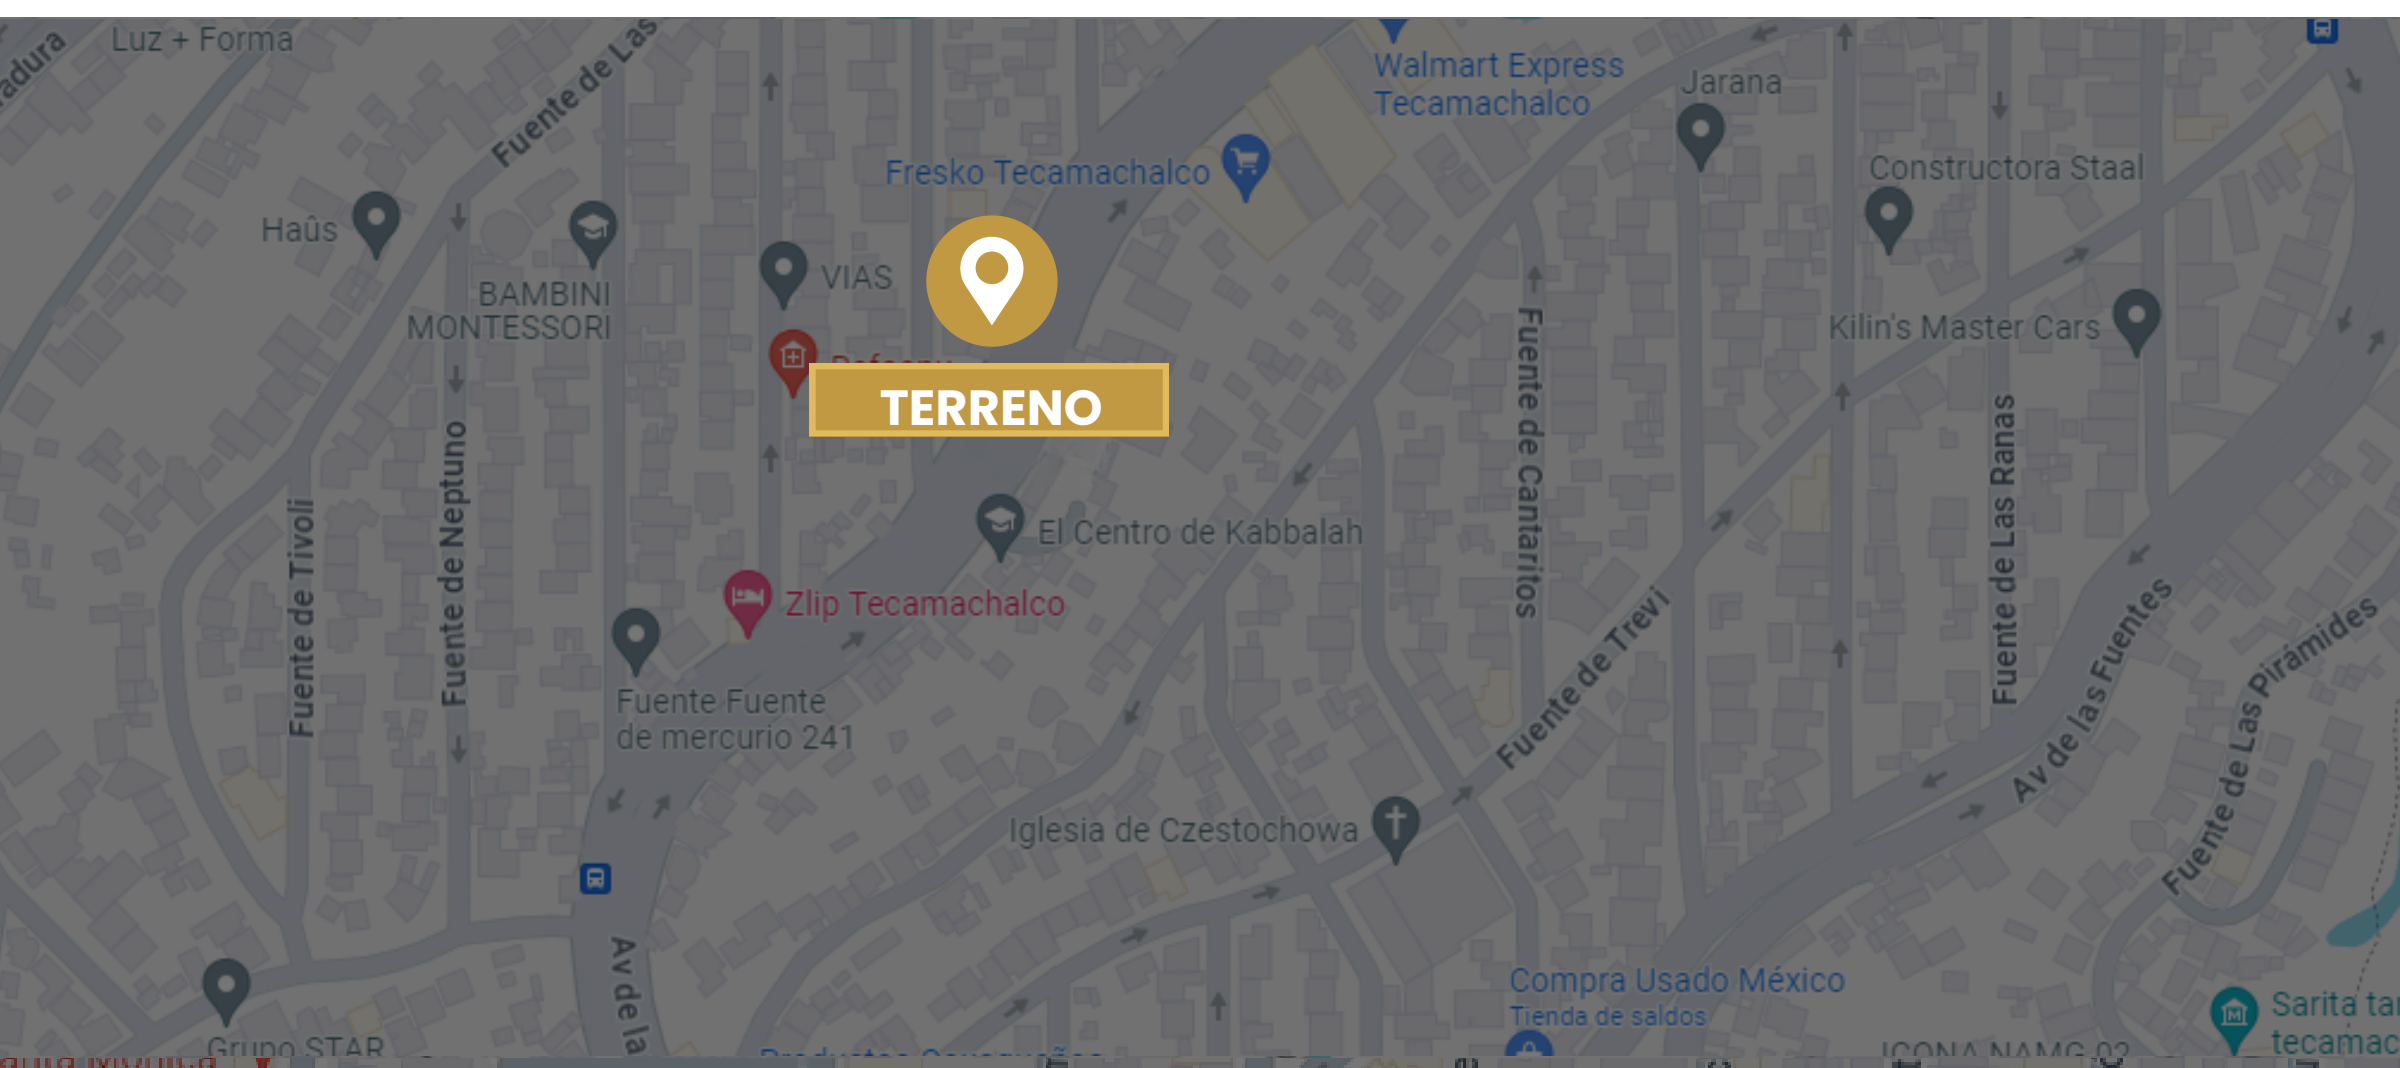 Luz + Forma
Fuente de Las
Walmart Express
Tecamachalco
Jarana
Fresko Tecamachalco
Constructora Staal
Haûs
VIAS
BAMBINI
MONTESSORI
Kilin's Master Cars
TERRENO
Fuente de Cantaritos
Fuente de Neptuno
Fuente de Las Ranas
Fuente de Tivoli
El Centro de Kabbalah
Zlip Tecamachalco
Fuente de Trevi
Av de las Fuentes
Fuente de Las Pirámides
Fuente Fuente
de mercurio 241
Iglesia de Czestochowa
Av de la
Compra Usado México
Tienda de saldos
Sarita ta
tecamac
Grupo STAR